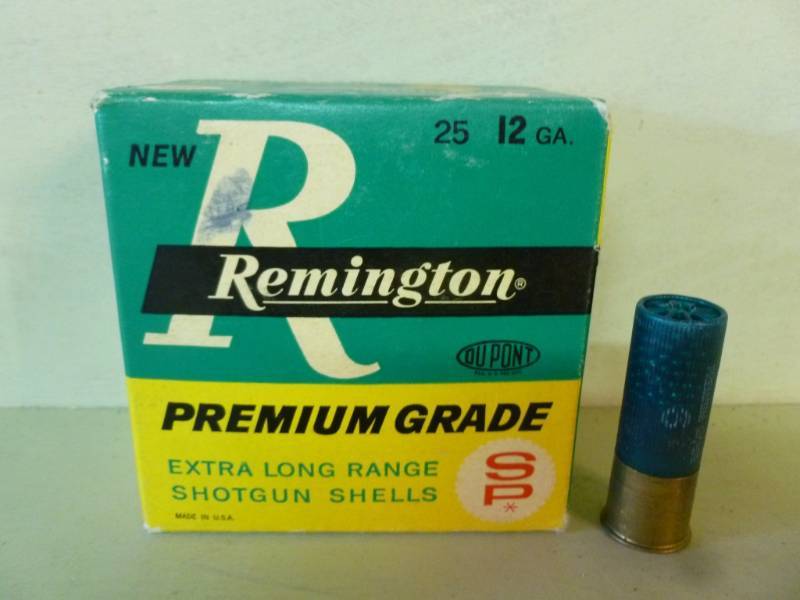 25 12 GA.
NEW
R
Remington®
DU PONT
PREMIUM GRADE
EXTRA LONG RANGE
SHOTGUN SHELLS
SP*
MADE IN U.S.A.